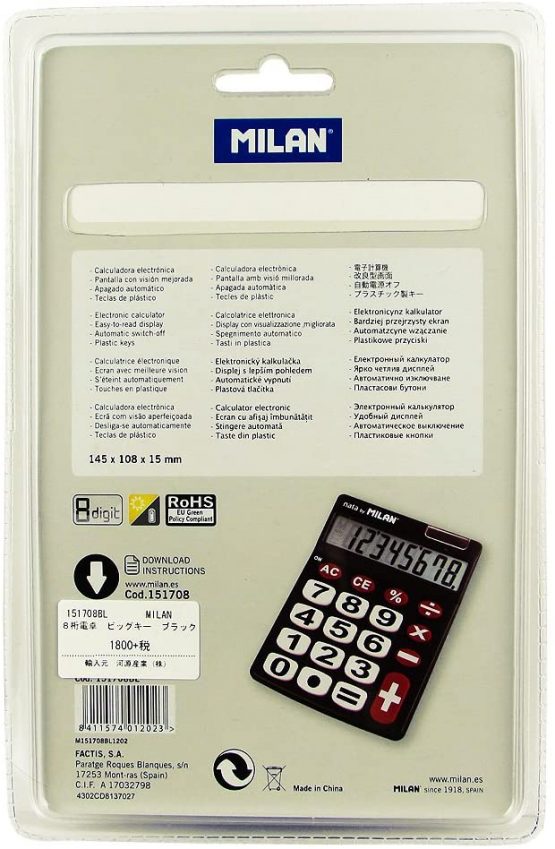 MILAN
- Calculadora electrónica
- Pantalla con visión mejorada
- Apagado automático
- Teclas de plástico
- Calculadora electrònica
- Pantalla amb visió millorada
- Apagada automàtica
- Tecles de plàstic
- 電子計算機
- 改良型画面
- 自動電源オフ
- プラスチック製キー
- Electronic calculator
- Easy-to-read display
- Automatic switch-off
- Plastic keys
- Calcolatrice elettronica
- Display con visualizzazione migliorata
- Spegnimento automatico
- Tasti in plastica
- Elektronicynz kalkulator
- Bardziej przejrzysty ekran
- Automatzcyne wzączanie
- Plastikowe przyciski
- Calculatrice électronique
- Ecran avec meilleure vision
- S'éteint automatiquement
- Touches en plastique
- Elektronický kalkulačka
- Displej s lepším pohledem
- Automatické vypnutí
- Plastová tlačítka
- Електронный калкулатор
- Ярко четлив дисплей
- Автоматично изключване
- Пластасови бутони
- Calculadora electrónica
- Ecrã com visão aperfeiçoada
- Desliga-se automaticamente
- Teclas de plástico
- Calculator electronic
- Ecran cu afişaj îmbunătăţit
- Stingere automată
- Taste din plastic
- Электронный калькулятор
- Удобный дисплей
- Автоматическое выключение
- Пластиковые кнопки
145 x 108 x 15 mm
8 digit
RoHS
EU Green
Policy Compliant
DOWNLOAD
INSTRUCTIONS
www.milan.es
Cod.151708
151708BL MILAN
8桁電卓 ビッグキー ブラック
1800+税
輸入元 河原産業(株)
Cod. 151708BL
8411574 012023 >
M151708BL1202
FACTIS, S.A.
Paratge Roques Blanques, s/n
17253 Mont-ras (Spain)
C.I.F. A 17032798
4302CD8137027
nata by MILAN
12345678
ON
AC CE % ÷
7 8 9 ×
4 5 6 −
1 2 3 +
0 • =
Made in China
www.milan.es
MILAN since 1918, SPAIN